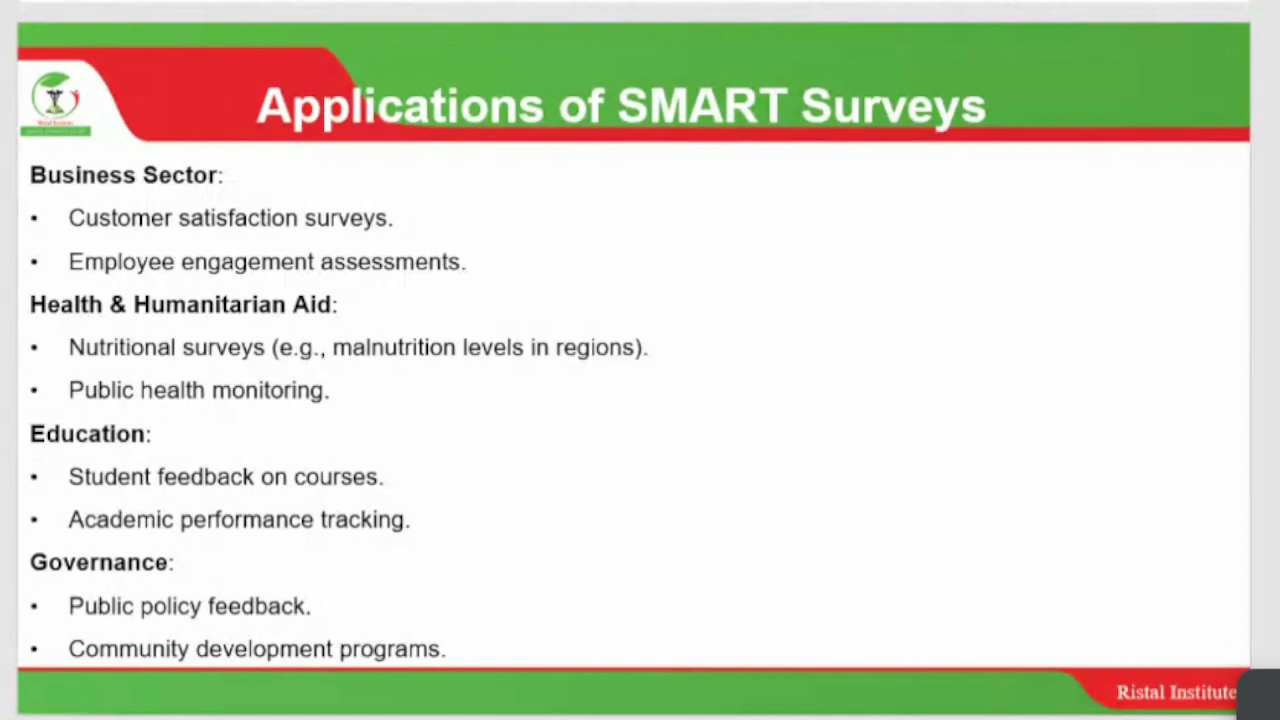 Applications of SMART Surveys
Business Sector:
• Customer satisfaction surveys.
• Employee engagement assessments.
Health & Humanitarian Aid:
• Nutritional surveys (e.g., malnutrition levels in regions).
• Public health monitoring.
Education:
• Student feedback on courses.
• Academic performance tracking.
Governance:
• Public policy feedback.
• Community development programs.
Ristal Institute